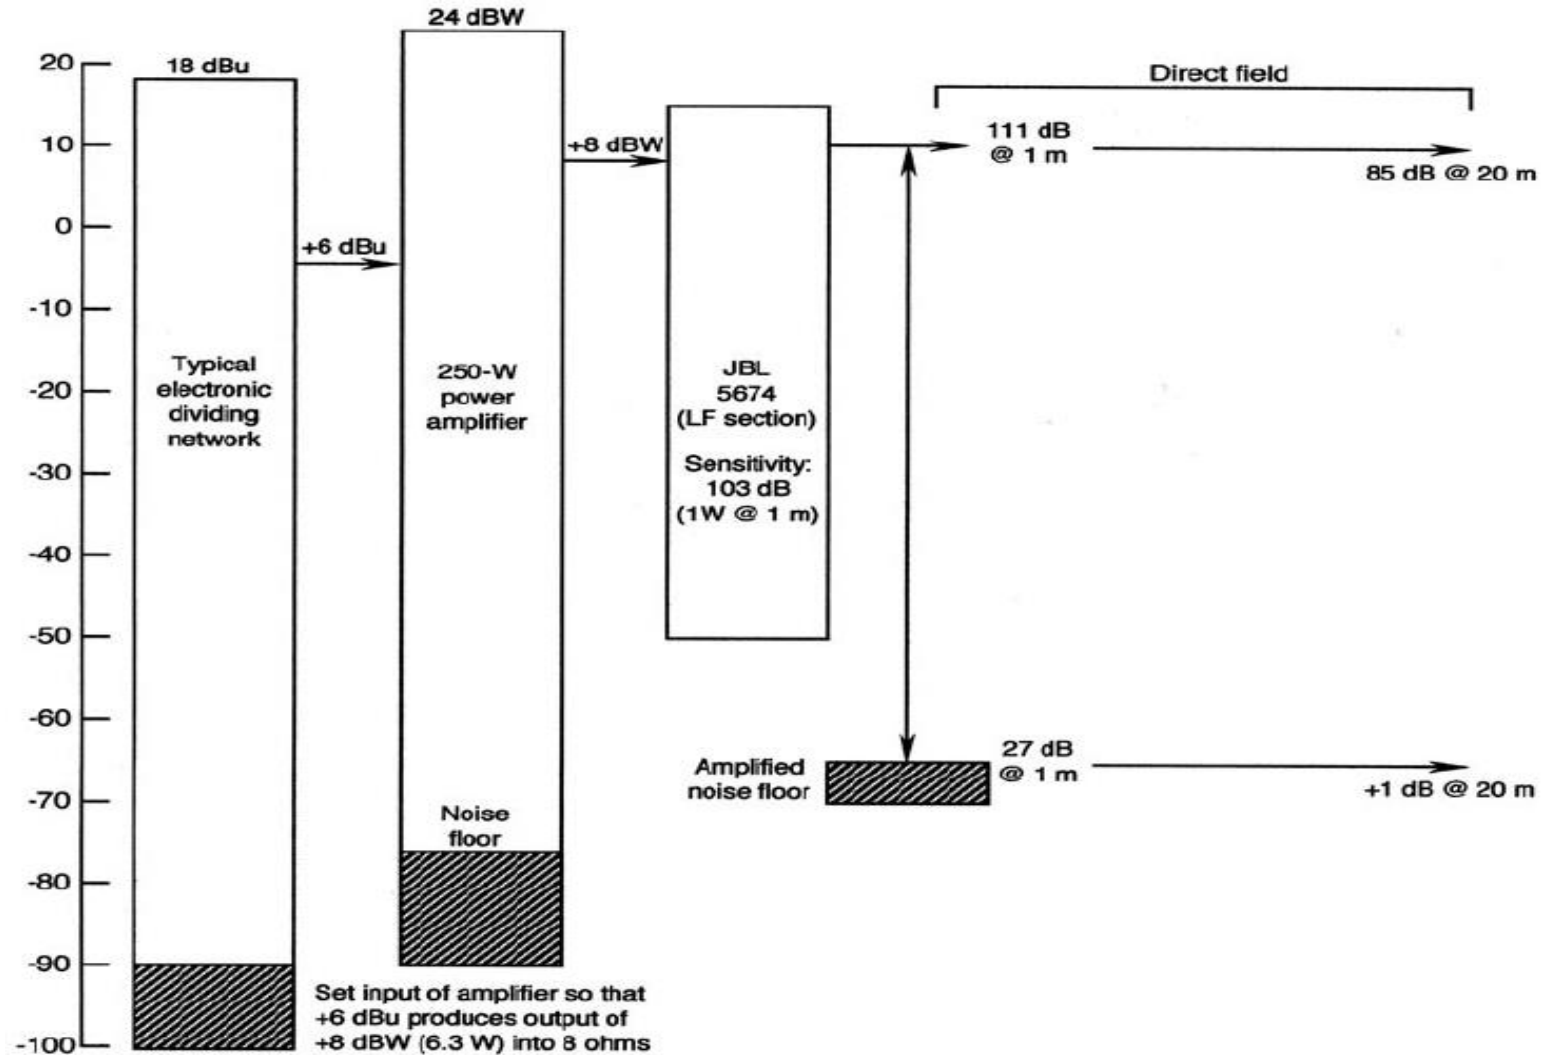 24 dBW
20
18 dBu
Direct field
10
+8 dBW
111 dB
@ 1 m
85 dB @ 20 m
0
+6 dBu
-10
Typical
electronic
dividing
network
250-W
power
amplifier
JBL
5674
(LF section)
Sensitivity:
103 dB
(1W @ 1 m)
-20
-30
-40
-50
-60
Amplified
noise floor
27 dB
@ 1 m
+1 dB @ 20 m
-70
Noise
floor
-80
-90
Set input of amplifier so that
+6 dBu produces output of
+8 dBW (6.3 W) into 8 ohms
-100